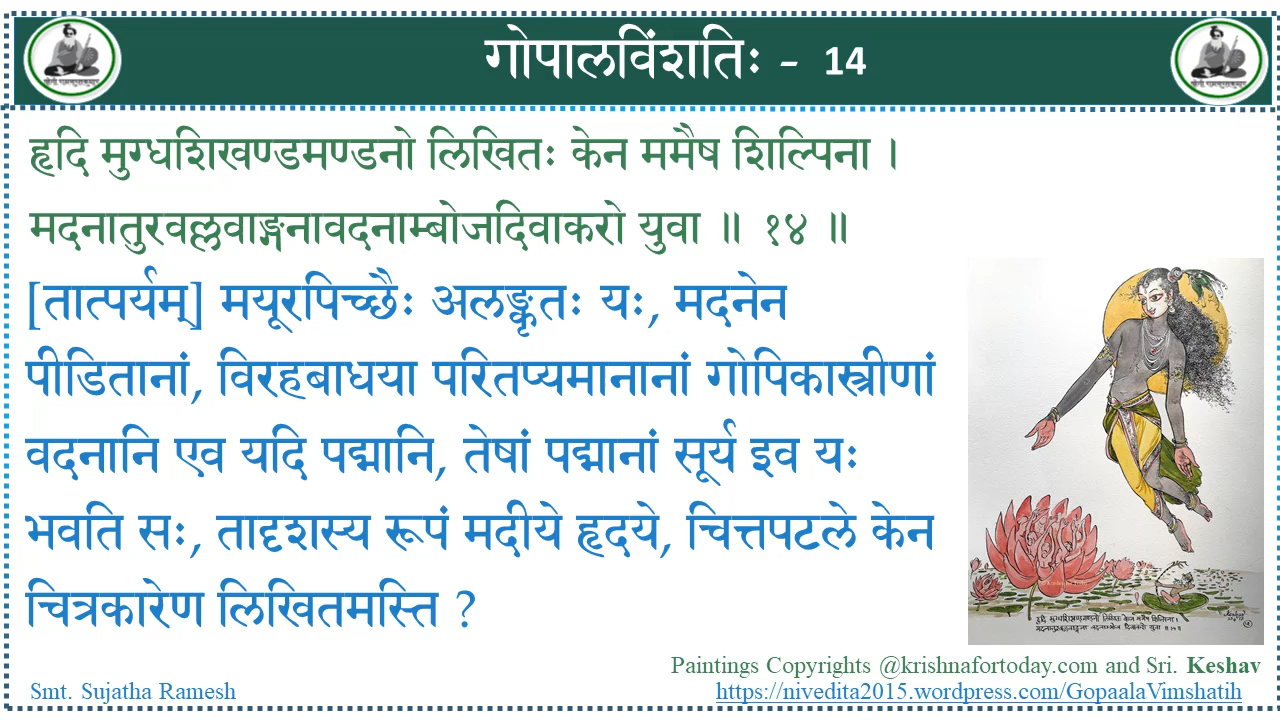 गोपालविंशतिः - 14
हृदि मुग्धशिखण्डमण्डनो लिखितः केन ममैष शिल्पिना ।
मदनातुरवल्लवाङ्गनावदनाम्बोजदिवाकरो युवा ॥ १४ ॥
[तात्पर्यम्] मयूरपिच्छैः अलङ्कृतः यः, मदनेन
पीडितानां, विरहबाधया परितप्यमानानां गोपिकास्त्रीणां
वदनानि एव यदि पद्मानि, तेषां पद्मानां सूर्य इव यः
भवति सः, तादृशस्य रूपं मदीये हृदये, चित्तपटले केन
चित्रकारेण लिखितमस्ति ?
Paintings Copyrights @krishnafortoday.com and Sri. Keshav
Smt. Sujatha Ramesh
https://nivedita2015.wordpress.com/GopaalaVimshatih